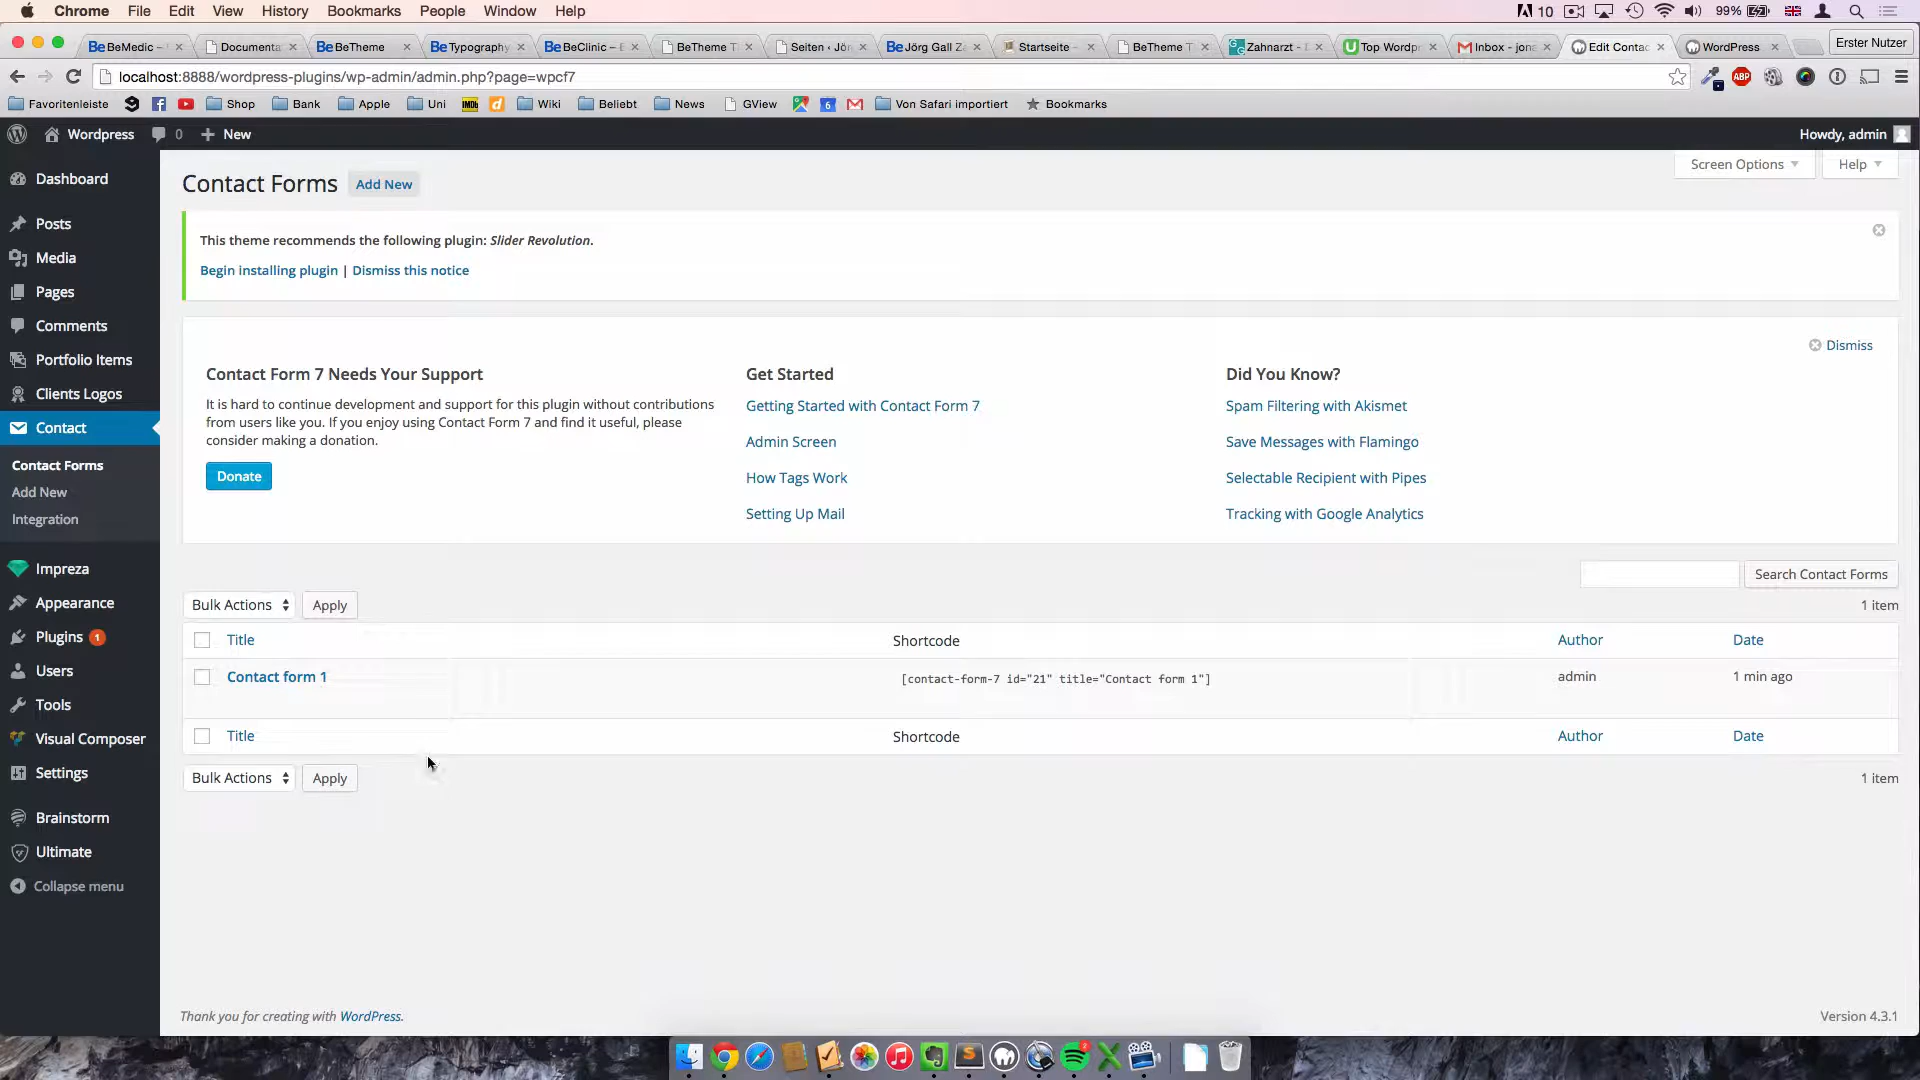 Chrome File Edit View History Bookmarks People Window Help
10 99%
BeMedic –
Documenta
BeTheme
Typography
BeClinic – E
BeTheme T
Seiten ‹ Jör
Jörg Gall Za
Startseite –
BeTheme T
Zahnarzt - D
Top Wordpr
Inbox - jona
Edit Contac
WordPress
Erster Nutzer
localhost:8888/wordpress-plugins/wp-admin/admin.php?page=wpcf7
ABP
Favoritenleiste Shop Bank Apple Uni IMDb d Wiki Beliebt News GView 6 Von Safari importiert Bookmarks
Wordpress 0 New Howdy, admin
Screen Options Help
Dashboard
Posts
Media
Pages
Comments
Portfolio Items
Clients Logos
Contact
Contact Forms
Add New
Integration
Impreza
Appearance
Plugins 1
Users
Tools
Visual Composer
Settings
Brainstorm
Ultimate
Collapse menu
Contact Forms Add New
This theme recommends the following plugin: Slider Revolution.
Begin installing plugin | Dismiss this notice
Dismiss
Contact Form 7 Needs Your Support
It is hard to continue development and support for this plugin without contributions
from users like you. If you enjoy using Contact Form 7 and find it useful, please
consider making a donation.
Donate
Get Started
Getting Started with Contact Form 7
Admin Screen
How Tags Work
Setting Up Mail
Did You Know?
Spam Filtering with Akismet
Save Messages with Flamingo
Selectable Recipient with Pipes
Tracking with Google Analytics
Search Contact Forms
Bulk Actions Apply 1 item
Title Shortcode Author Date
Contact form 1 [contact-form-7 id="21" title="Contact form 1"] admin 1 min ago
Title Shortcode Author Date
Bulk Actions Apply 1 item
Thank you for creating with WordPress. Version 4.3.1